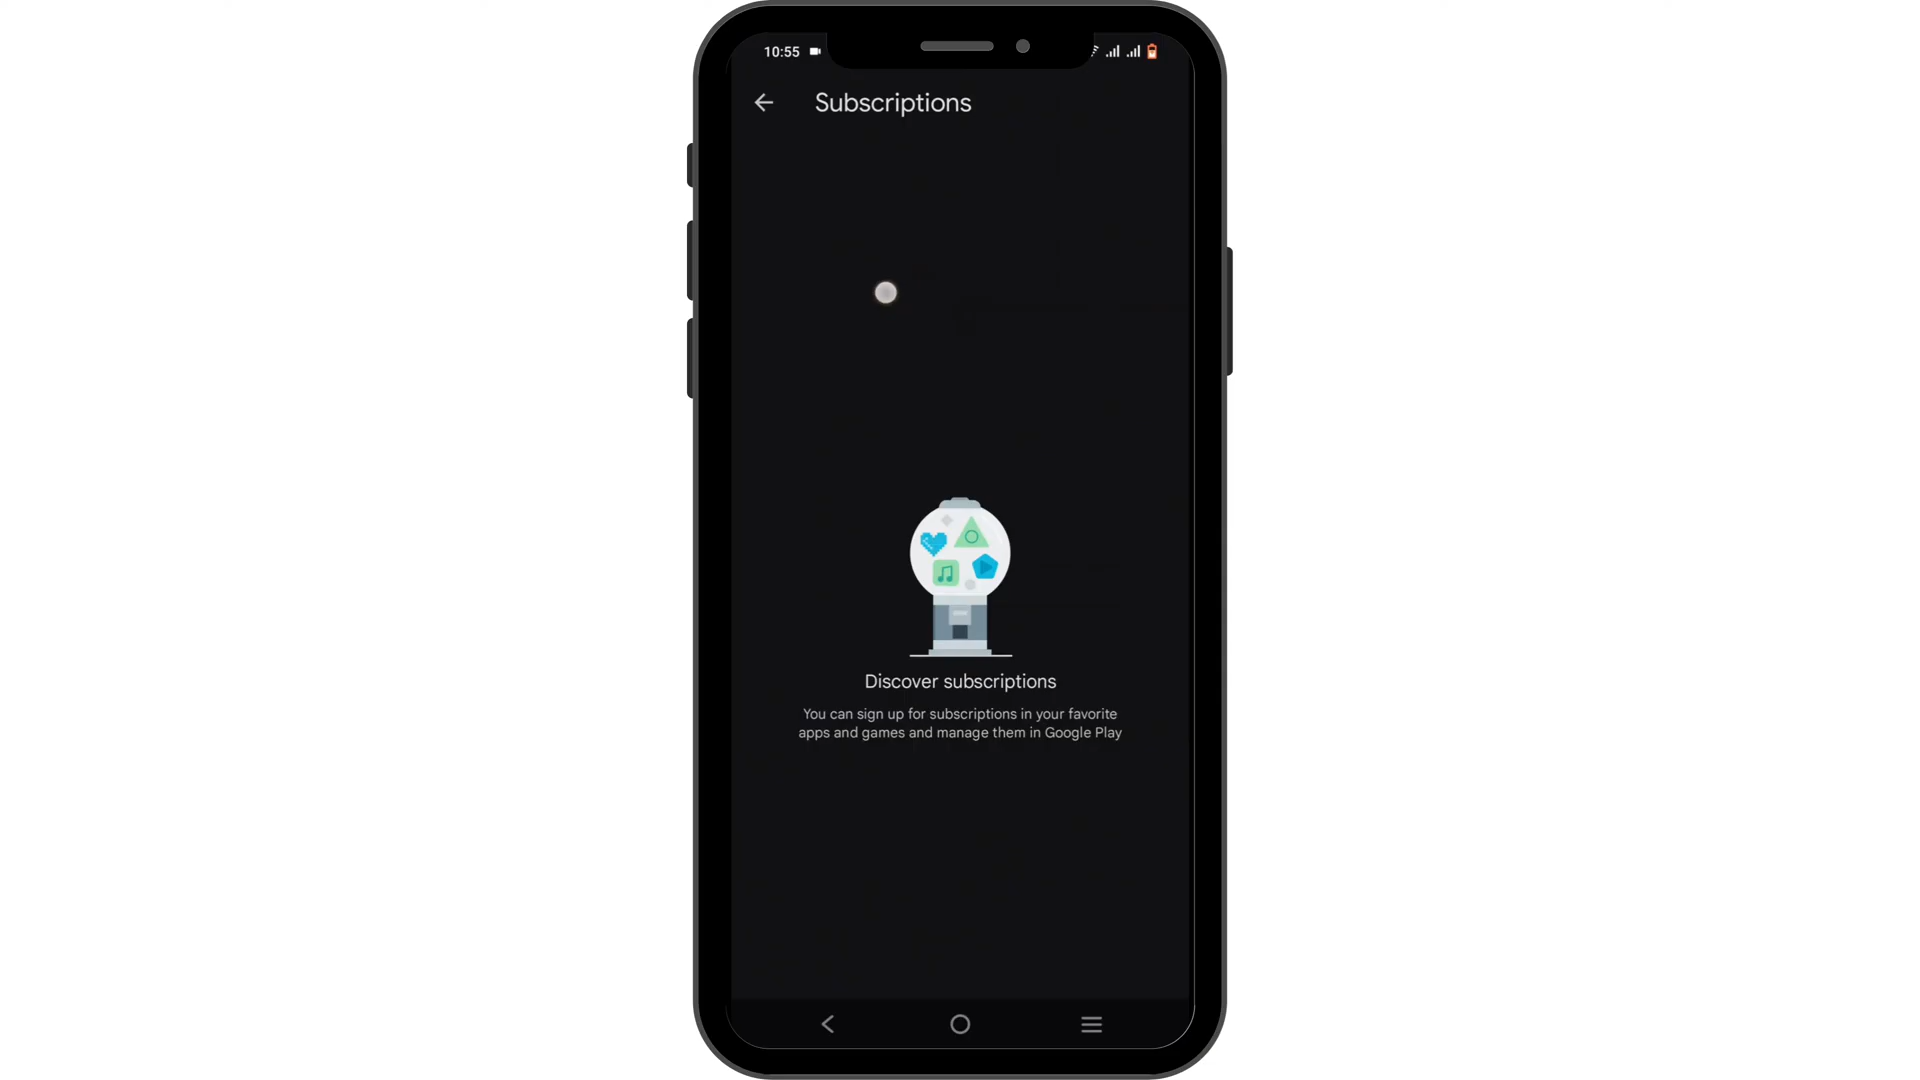 10:55
Subscriptions
Discover subscriptions
You can sign up for subscriptions in your favorite
apps and games and manage them in Google Play